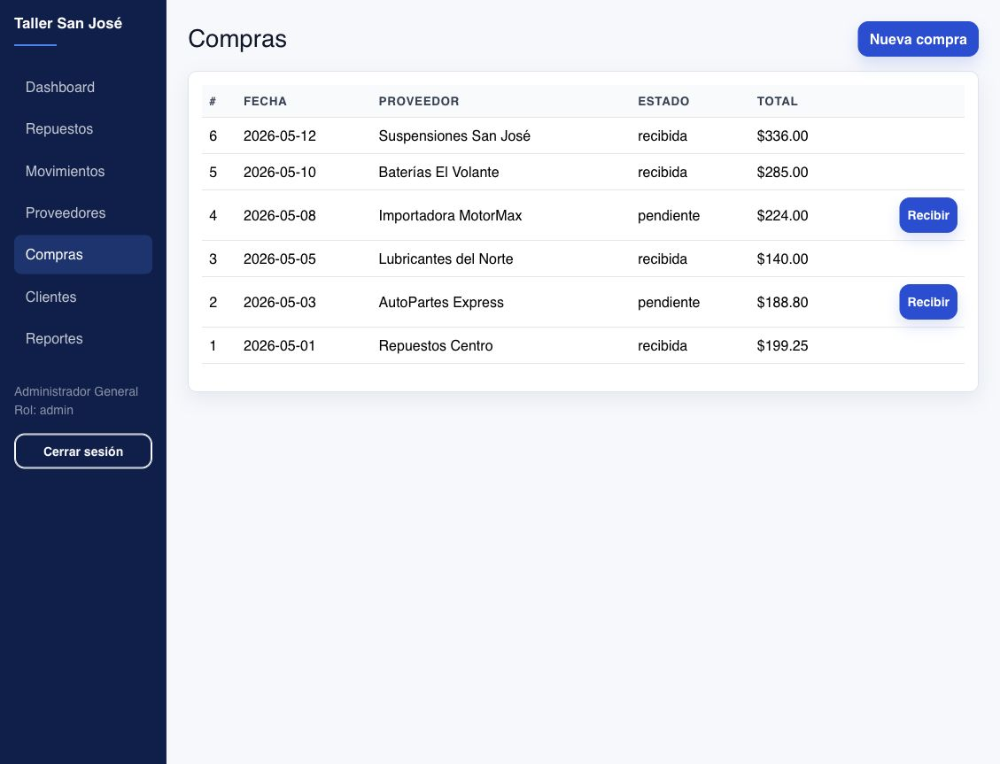 Taller San José
Dashboard
Repuestos
Movimientos
Proveedores
Compras
Clientes
Reportes
Administrador General
Rol: admin
Cerrar sesión
Compras
Nueva compra
# FECHA PROVEEDOR ESTADO TOTAL
6 2026-05-12 Suspensiones San José recibida $336.00
5 2026-05-10 Baterías El Volante recibida $285.00
4 2026-05-08 Importadora MotorMax pendiente $224.00 Recibir
3 2026-05-05 Lubricantes del Norte recibida $140.00
2 2026-05-03 AutoPartes Express pendiente $188.80 Recibir
1 2026-05-01 Repuestos Centro recibida $199.25